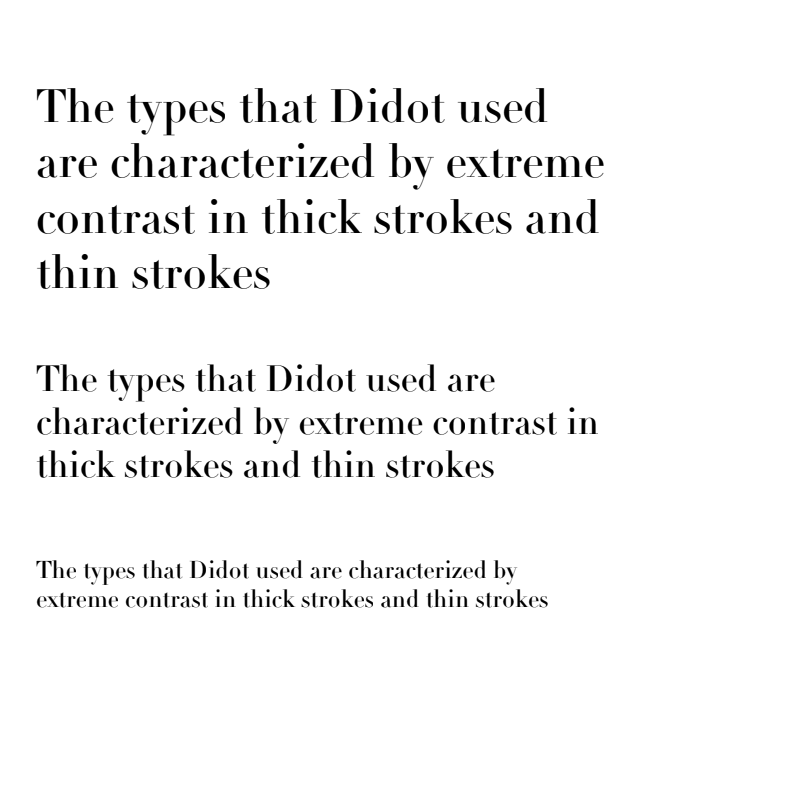 The types that Didot used
are characterized by extreme
contrast in thick strokes and
thin strokes
The types that Didot used are
characterized by extreme contrast in
thick strokes and thin strokes
The types that Didot used are characterized by
extreme contrast in thick strokes and thin strokes